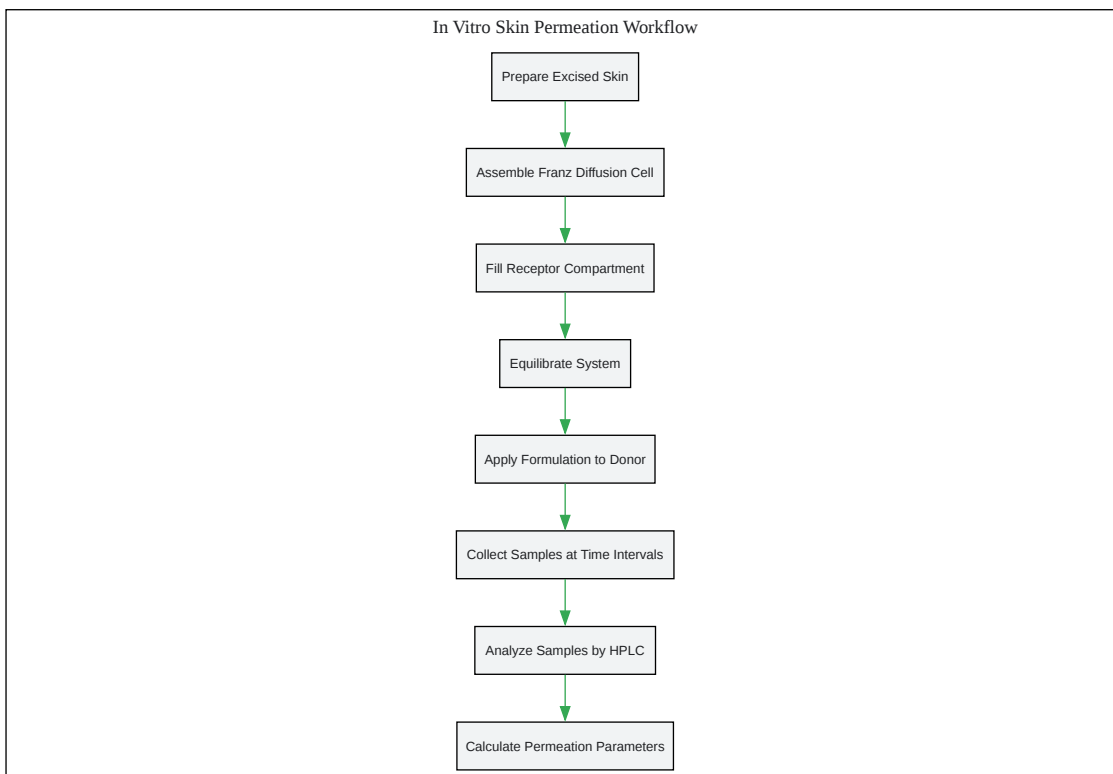 In Vitro Skin Permeation Workflow
Prepare Excised Skin
Assemble Franz Diffusion Cell
Fill Receptor Compartment
Equilibrate System
Apply Formulation to Donor
Collect Samples at Time Intervals
Analyze Samples by HPLC
Calculate Permeation Parameters